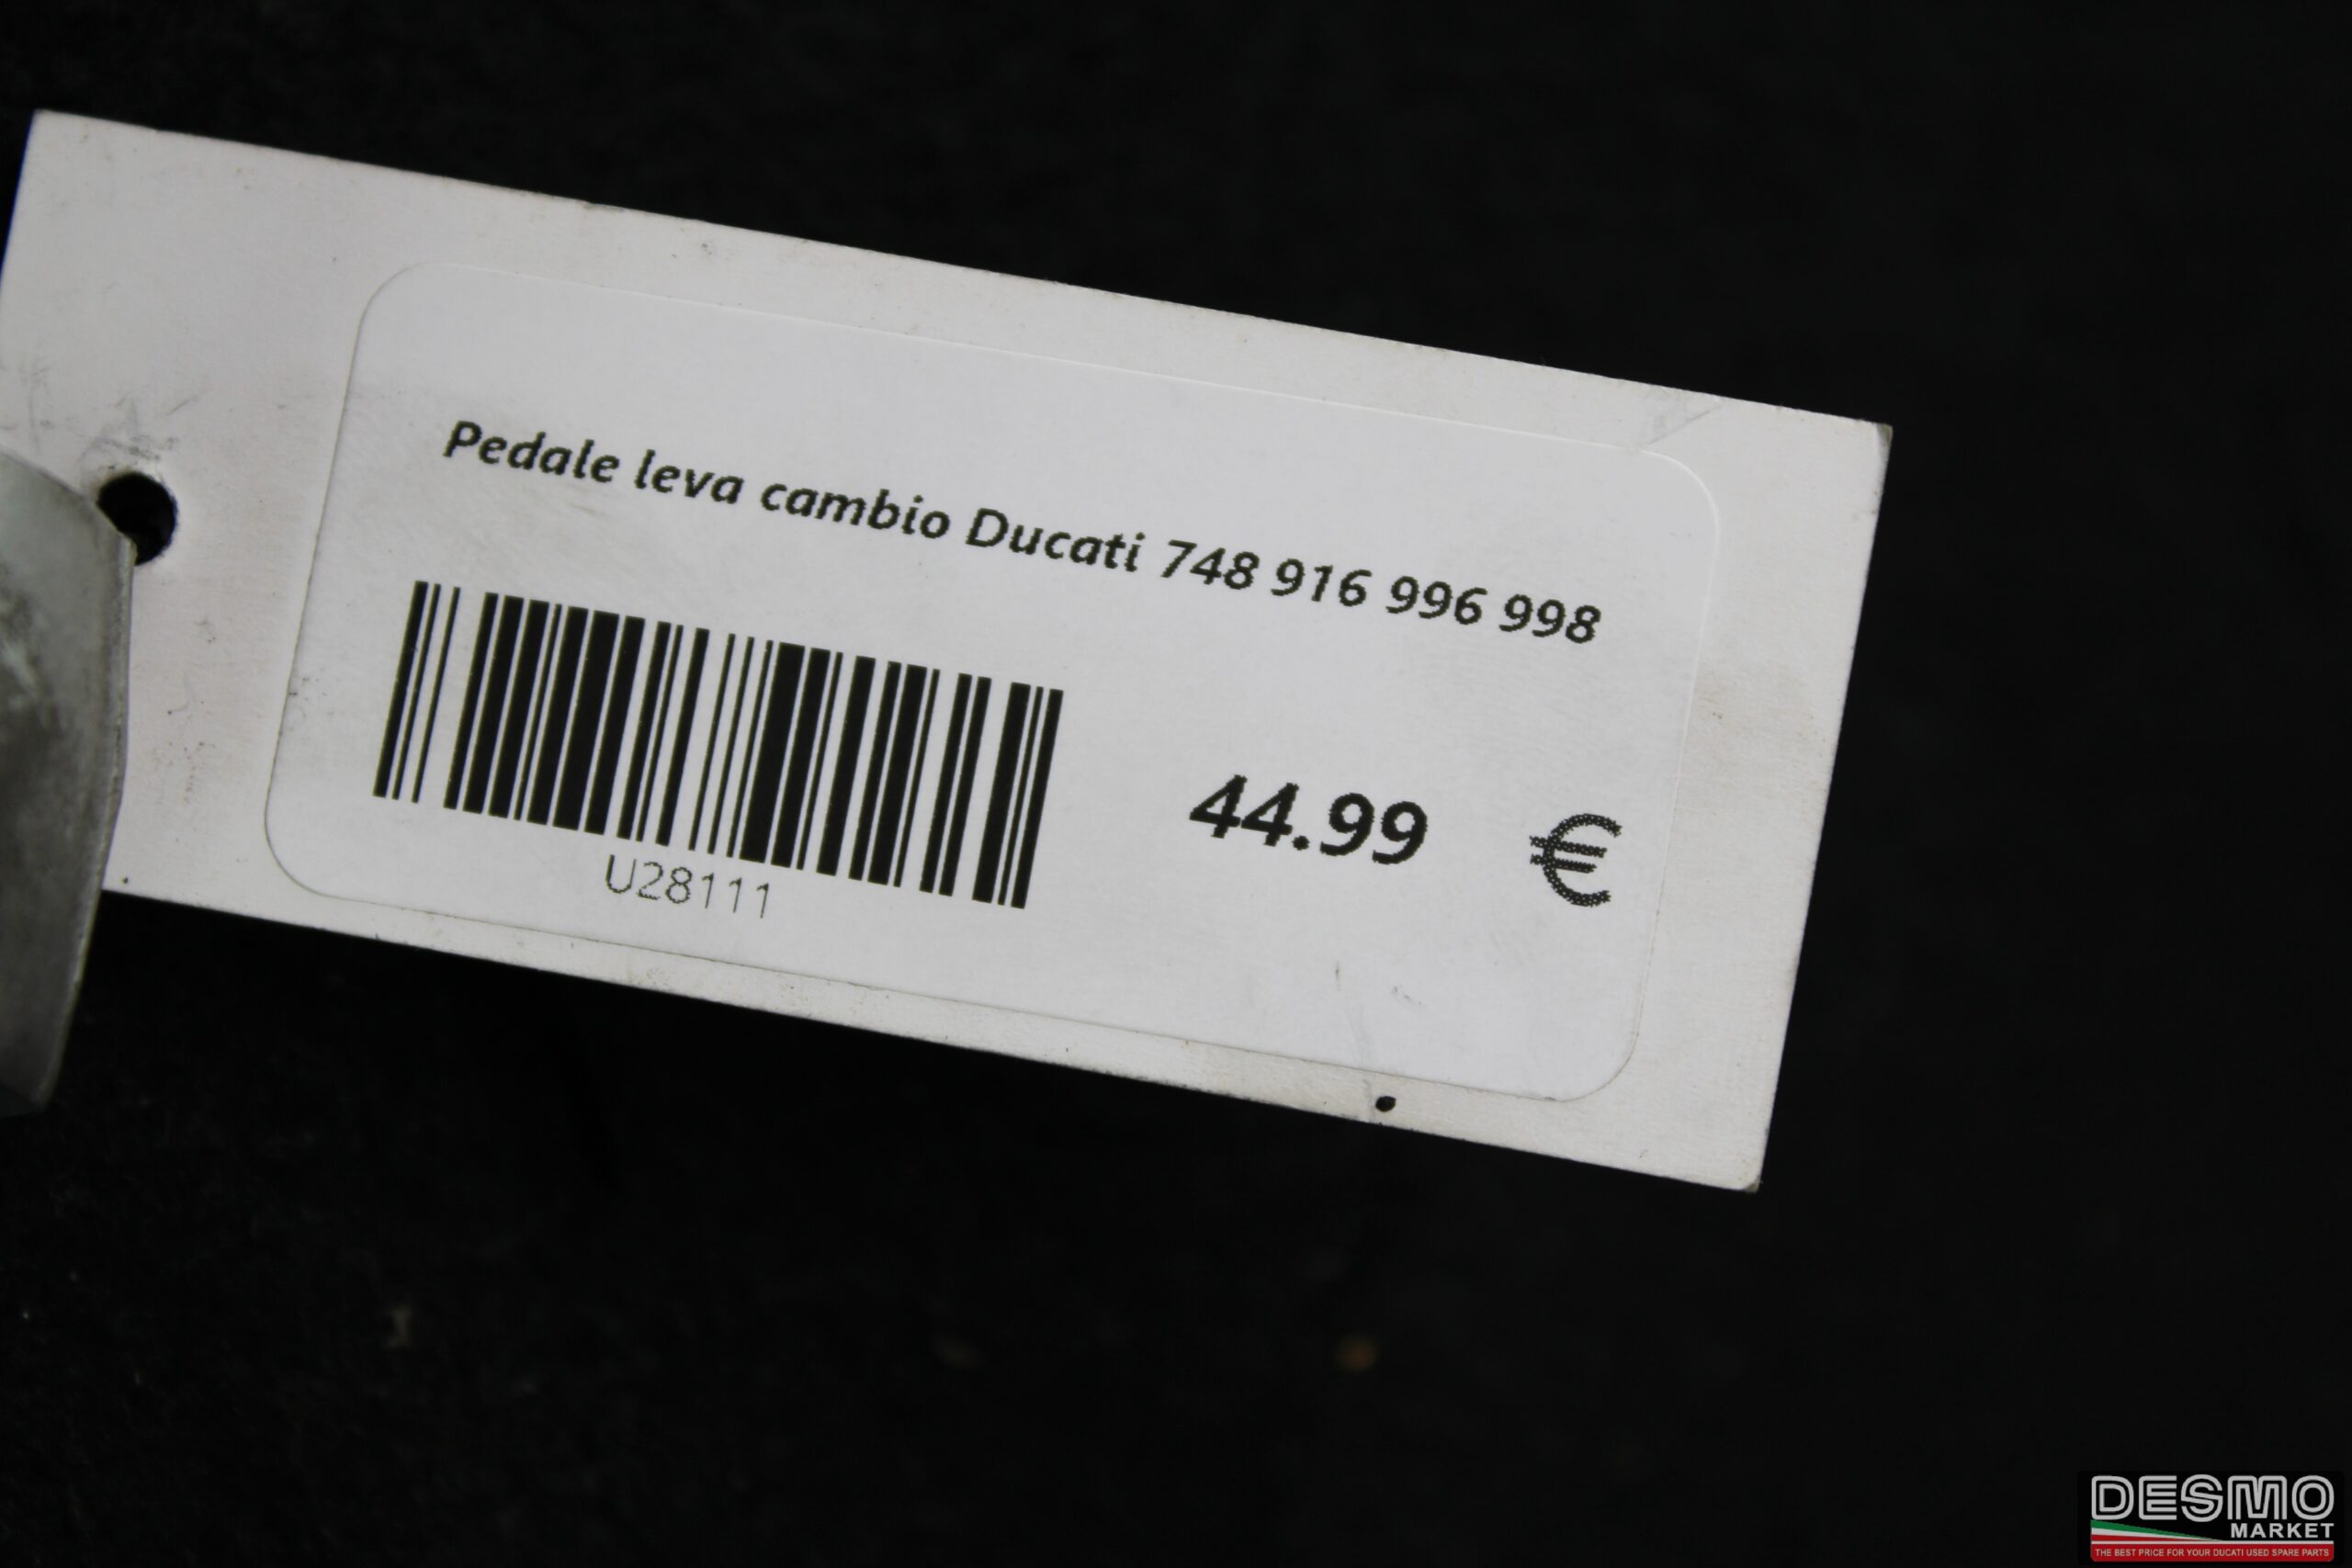 Pedale leva cambio Ducati 748 916 996 998
44.99 €
U28111
DESMO
MARKET
THE BEST PRICE FOR YOUR DUCATI USED SPARE PARTS